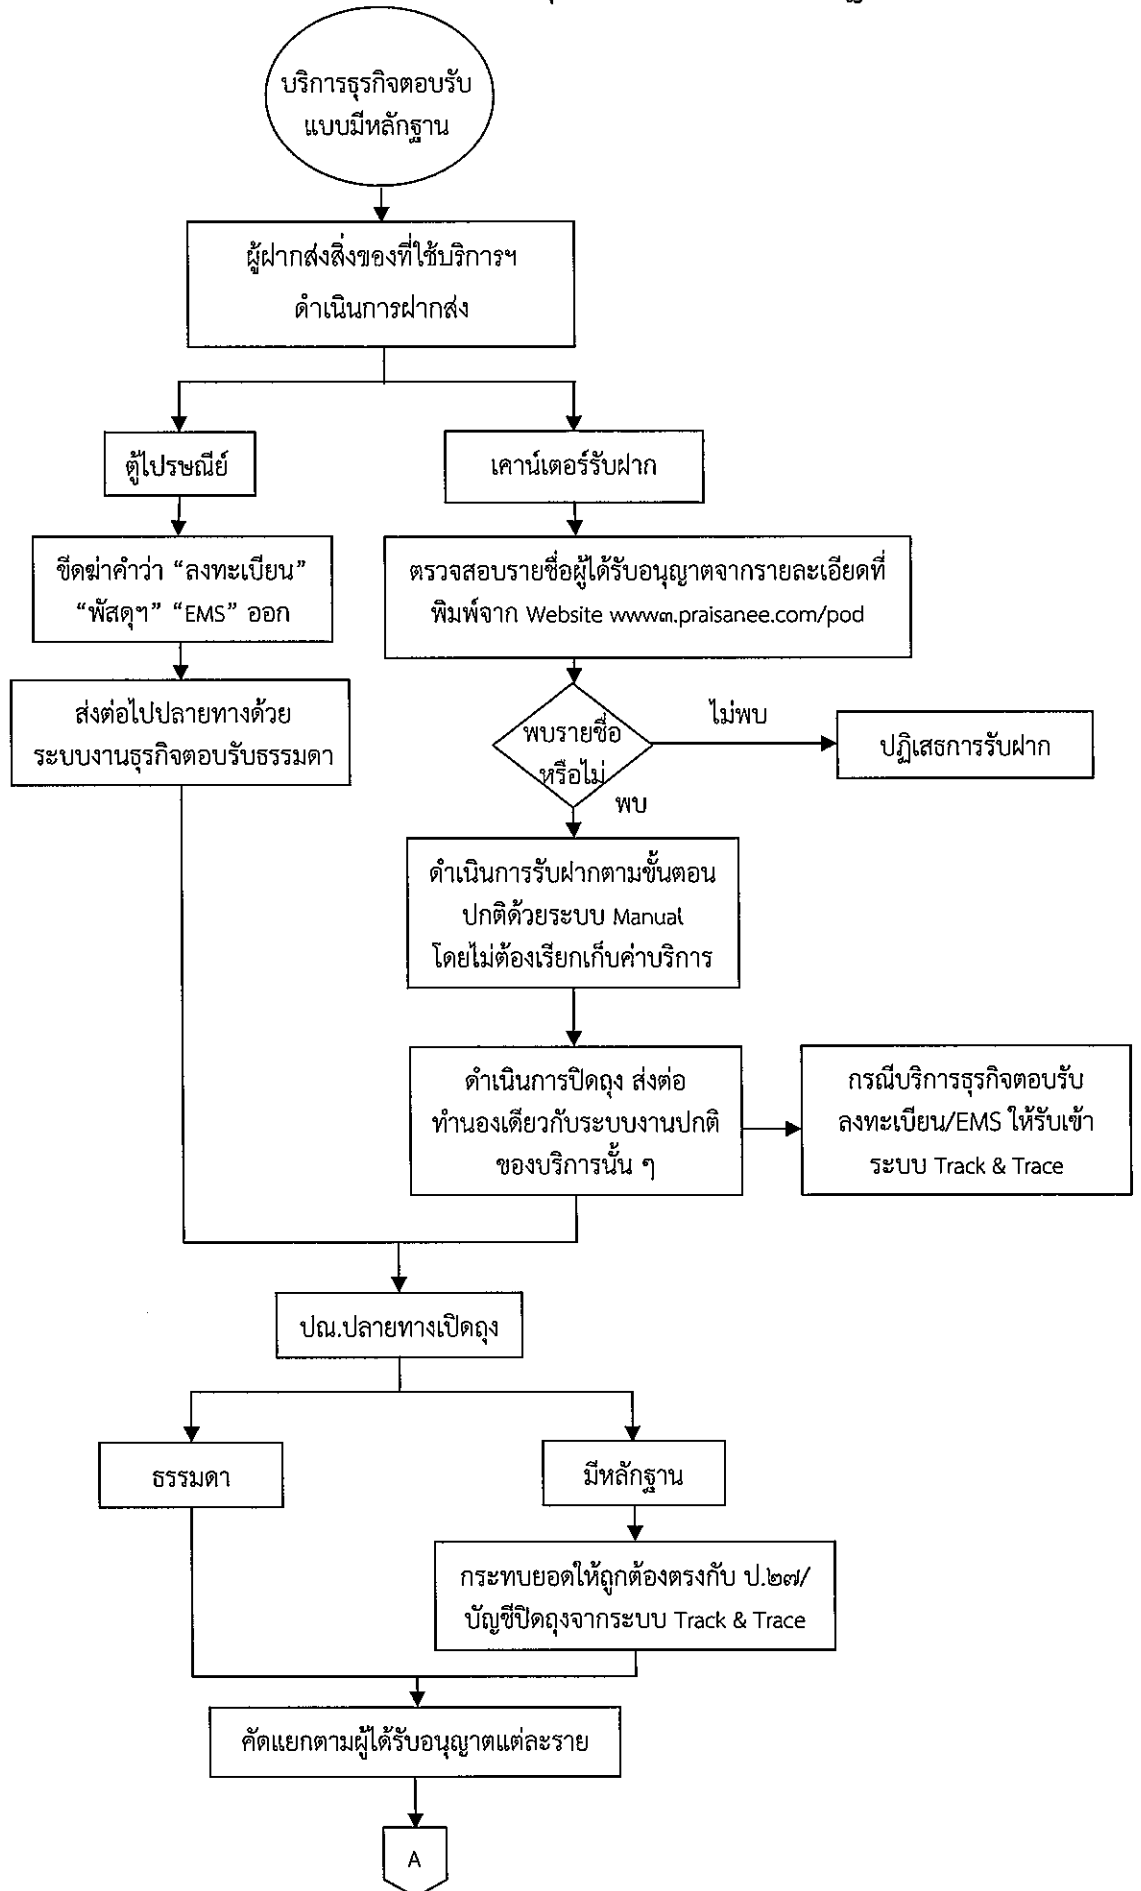 บริการธุรกิจตอบรับ
แบบมีหลักฐาน
ผู้ฝากส่งสิ่งของที่ใช้บริการฯ
ดำเนินการฝากส่ง
ตู้ไปรษณีย์
เคาน์เตอร์รับฝาก
ขีดฆ่าคำว่า “ลงทะเบียน”
“พัสดุฯ” “EMS” ออก
ตรวจสอบรายชื่อผู้ได้รับอนุญาตจากรายละเอียดที่
พิมพ์จาก Website www๓.praisanee.com/pod
ส่งต่อไปปลายทางด้วย
ระบบงานธุรกิจตอบรับธรรมดา
พบรายชื่อ
หรือไม่
ไม่พบ
ปฏิเสธการรับฝาก
พบ
ดำเนินการรับฝากตามขั้นตอน
ปกติด้วยระบบ Manual
โดยไม่ต้องเรียกเก็บค่าบริการ
ดำเนินการปิดถุง ส่งต่อ
ทำนองเดียวกับระบบงานปกติ
ของบริการนั้น ๆ
กรณีบริการธุรกิจตอบรับ
ลงทะเบียน/EMS ให้รับเข้า
ระบบ Track & Trace
ปณ.ปลายทางเปิดถุง
ธรรมดา
มีหลักฐาน
กระทบยอดให้ถูกต้องตรงกับ ป.๒๗/
บัญชีปิดถุงจากระบบ Track & Trace
คัดแยกตามผู้ได้รับอนุญาตแต่ละราย
A